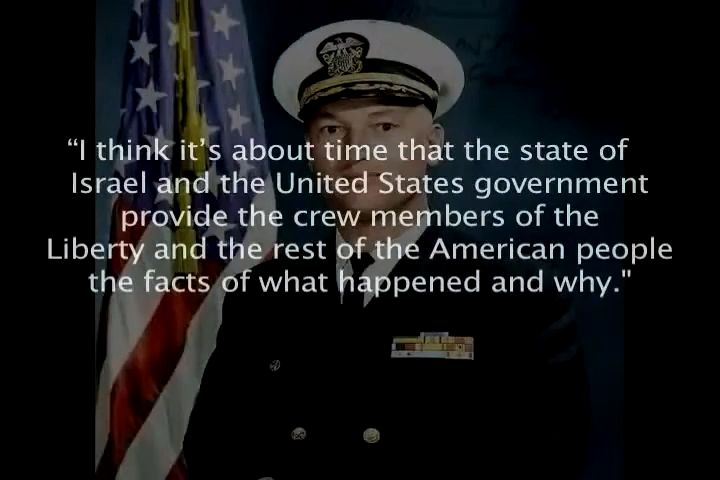 “I think it’s about time that the state of
Israel and the United States government
provide the crew members of the
Liberty and the rest of the American people
the facts of what happened and why."